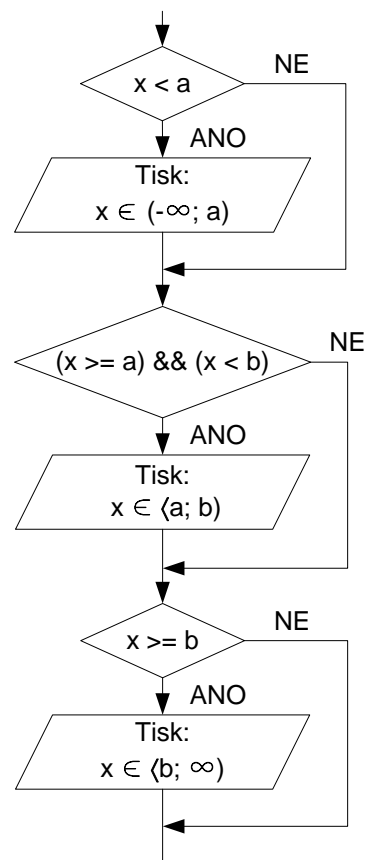 x < a
NE
ANO
Tisk:
x ∈ (-∞; a)
(x >= a) && (x < b)
NE
ANO
Tisk:
x ∈ ⟨a; b)
x >= b
NE
ANO
Tisk:
x ∈ ⟨b; ∞)